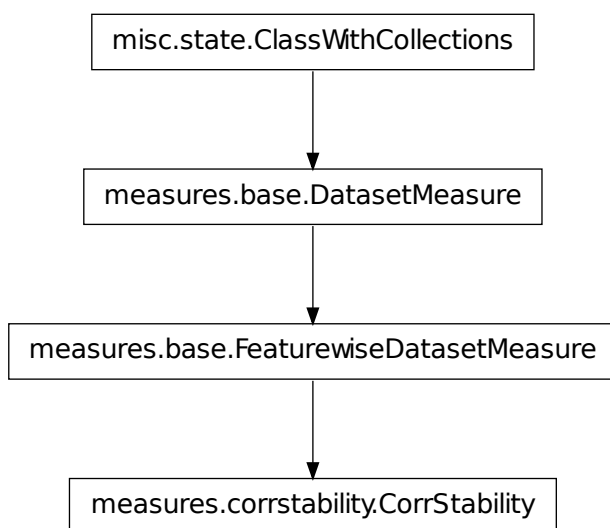 misc.state.ClassWithCollections
measures.base.DatasetMeasure
measures.base.FeaturewiseDatasetMeasure
measures.corrstability.CorrStability